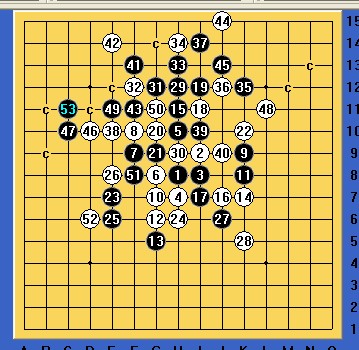 44 15
42 c 34 37 14
41 33 45 c 13
c 32 31 29 19 36 35 c 12
c 53 c 49 43 50 15 18 48 11
47 46 38 8 20 5 39 22 10
c 7 21 30 2 40 9 9
26 51 6 1 3 11 8
23 10 4 17 16 14 7
52 25 12 24 27 6
13 28 5
4
3
2
1